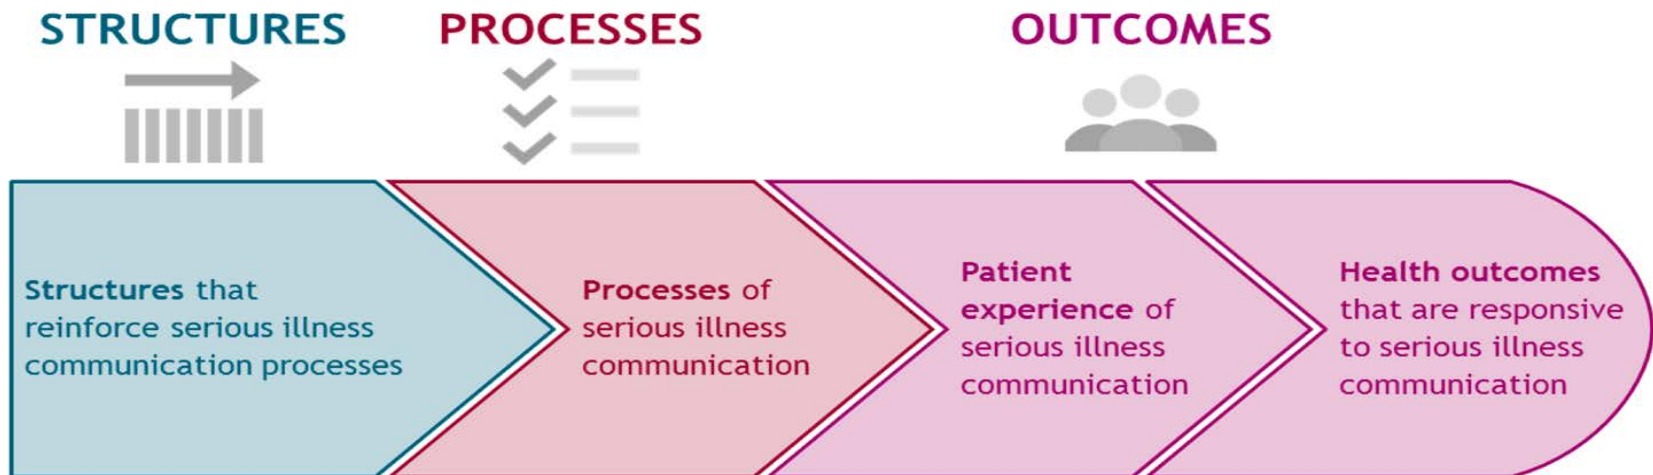 STRUCTURES
PROCESSES
OUTCOMES
Structures that
reinforce serious illness
communication processes
Processes of
serious illness
communication
Patient
experience of
serious illness
communication
Health outcomes
that are responsive
to serious illness
communication